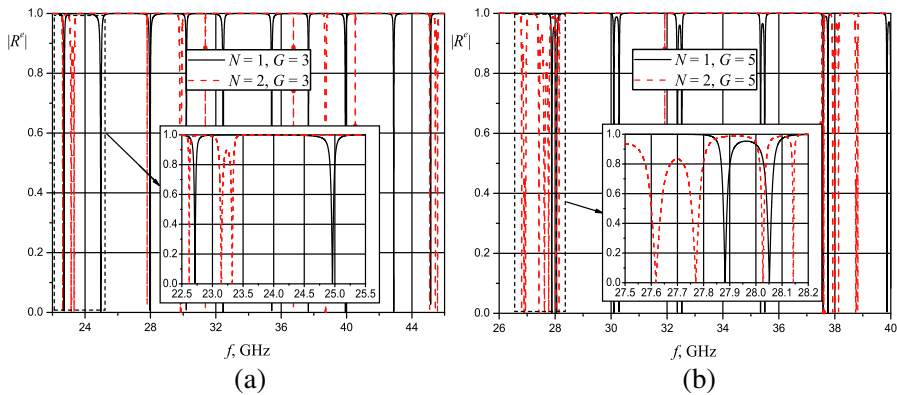 1.0 |R^e| 0.8 0.6 0.4 0.2 0.0
N = 1, G = 3
N = 2, G = 3
1.0 0.8 0.6 0.4 0.2 0.0
22.5 23.0 23.5 24.0 24.5 25.0 25.5
24 28 32 36 40 44
f, GHz
(a)
1.0 |R^e| 0.8 0.6 0.4 0.2 0.0
N = 1, G = 5
N = 2, G = 5
1.0 0.8 0.6 0.4 0.2 0.0
27.5 27.6 27.7 27.8 27.9 28.0 28.1 28.2
26 28 30 32 34 36 38 40
f, GHz
(b)